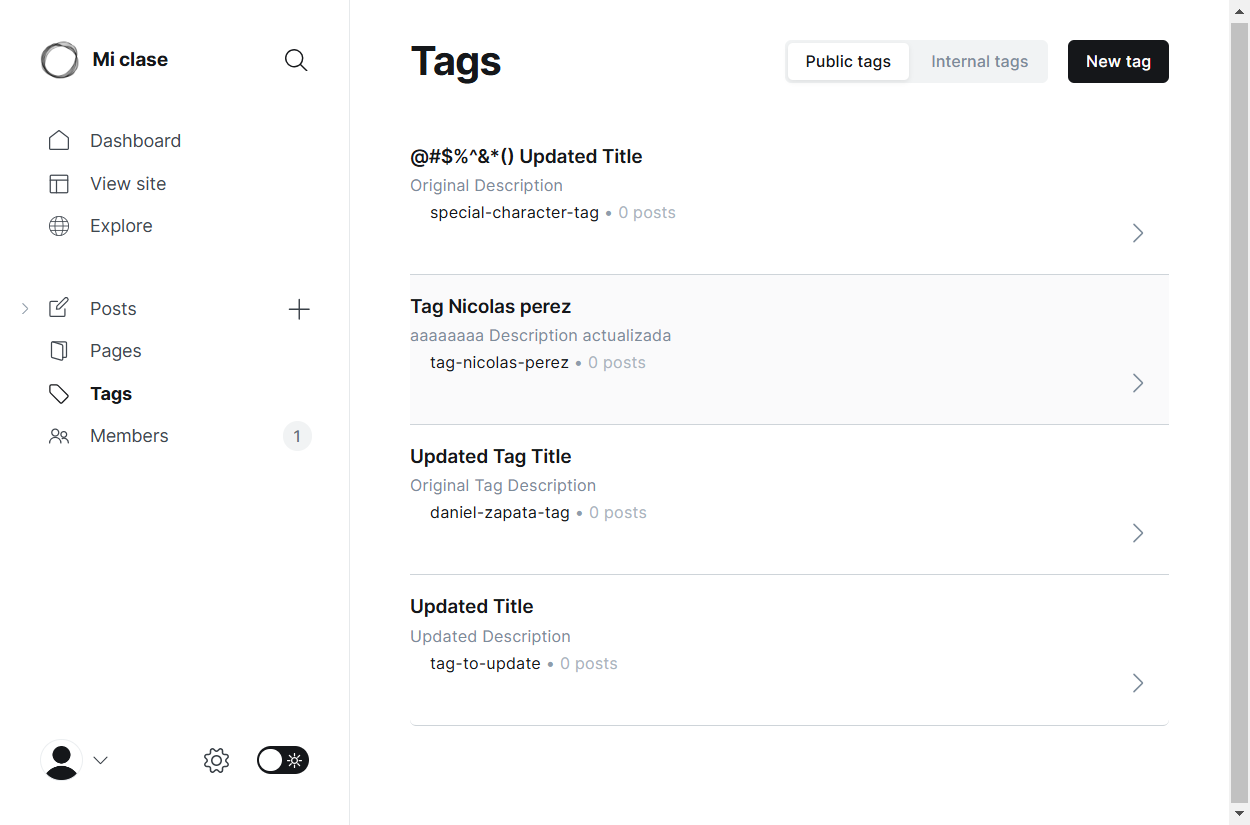 Mi clase
Dashboard
View site
Explore
Posts
Pages
Tags
Members
1
Tags
Public tags
Internal tags
New tag
@#$%^&*() Updated Title
Original Description
special-character-tag • 0 posts
Tag Nicolas perez
aaaaaaaa Description actualizada
tag-nicolas-perez • 0 posts
Updated Tag Title
Original Tag Description
daniel-zapata-tag • 0 posts
Updated Title
Updated Description
tag-to-update • 0 posts